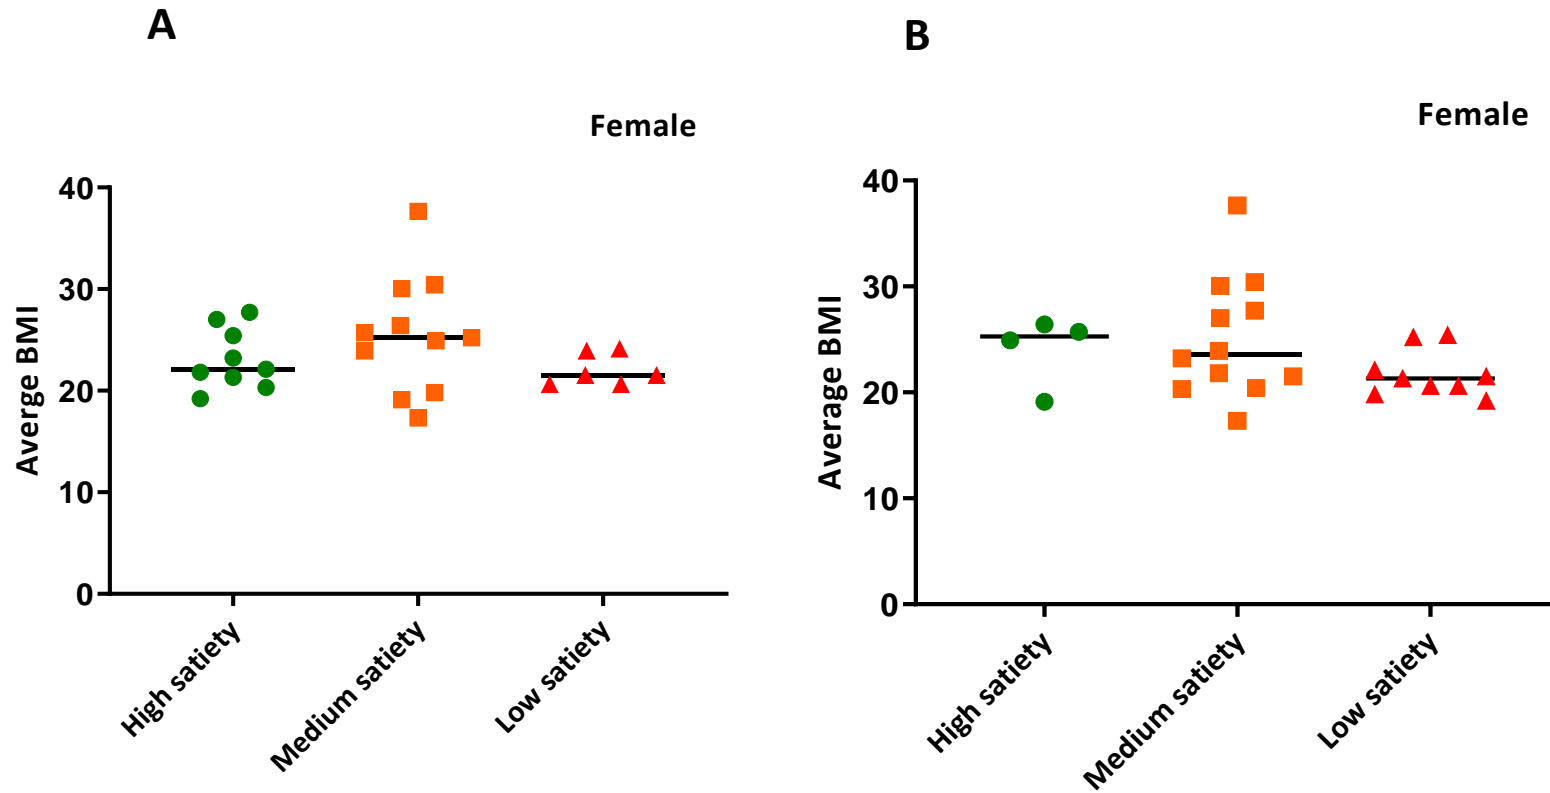 A
Female
40
30
20
10
0
Averge BMI
High satiety
Medium satiety
Low satiety
B
Female
40
30
20
10
0
Average BMI
High satiety
Medium satiety
Low satiety